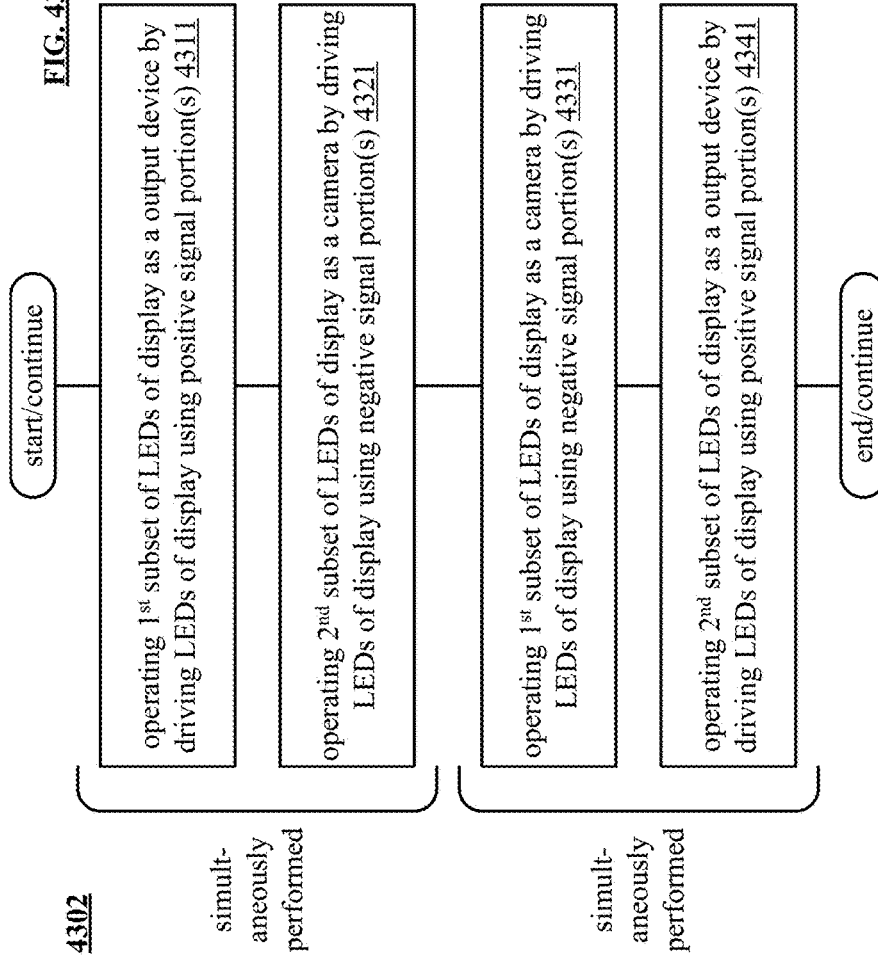 FIG. 4
4302
start/continue
operating 1st subset of LEDs of display as a output device by
driving LEDs of display using positive signal portion(s) 4311
operating 2nd subset of LEDs of display as a camera by driving
LEDs of display using negative signal portion(s) 4321
simult-
aneously
performed
operating 1st subset of LEDs of display as a camera by driving
LEDs of display using negative signal portion(s) 4331
operating 2nd subset of LEDs of display as a output device by
driving LEDs of display using positive signal portion(s) 4341
simult-
aneously
performed
end/continue